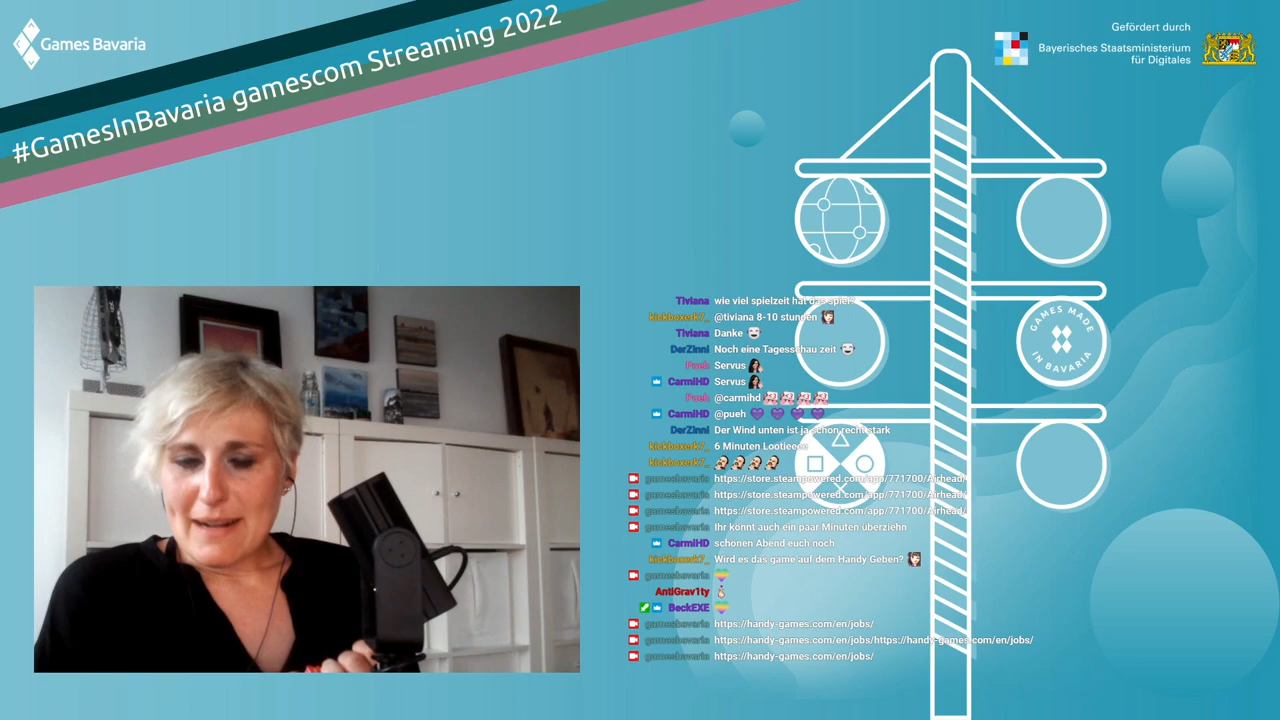 Games Bavaria
#GamesInBavaria gamescom Streaming 2022
Gefördert durch
Bayerisches Staatsministerium
für Digitales
GAMES MADE
IN BAVARIA
Tiviana wie viel spielzeit hat das spiel?
kickboxerk7_ @tiviana 8-10 stunden
Tiviana Danke
DerZinni Noch eine Tagesschau zeit
Pueh Servus
CarmiHD Servus
Pueh @carmihd
CarmiHD @pueh
DerZinni Der Wind unten ist ja schon recht stark
kickboxerk7_ 6 Minuten Lootieeee
kickboxerk7_
gamesbavaria https://store.steampowered.com/app/771700/Airhead/
gamesbavaria https://store.steampowered.com/app/771700/Airhead/
gamesbavaria https://store.steampowered.com/app/771700/Airhead/
gamesbavaria Ihr könnt auch ein paar Minuten überziehn
CarmiHD schönen Abend euch noch
kickboxerk7_ Wird es das game auf dem Handy Geben?
gamesbavaria
AntiGrav1ty
BeckEXE
gamesbavaria https://handy-games.com/en/jobs/
gamesbavaria https://handy-games.com/en/jobs/https://handy-games.com/en/jobs/
gamesbavaria https://handy-games.com/en/jobs/